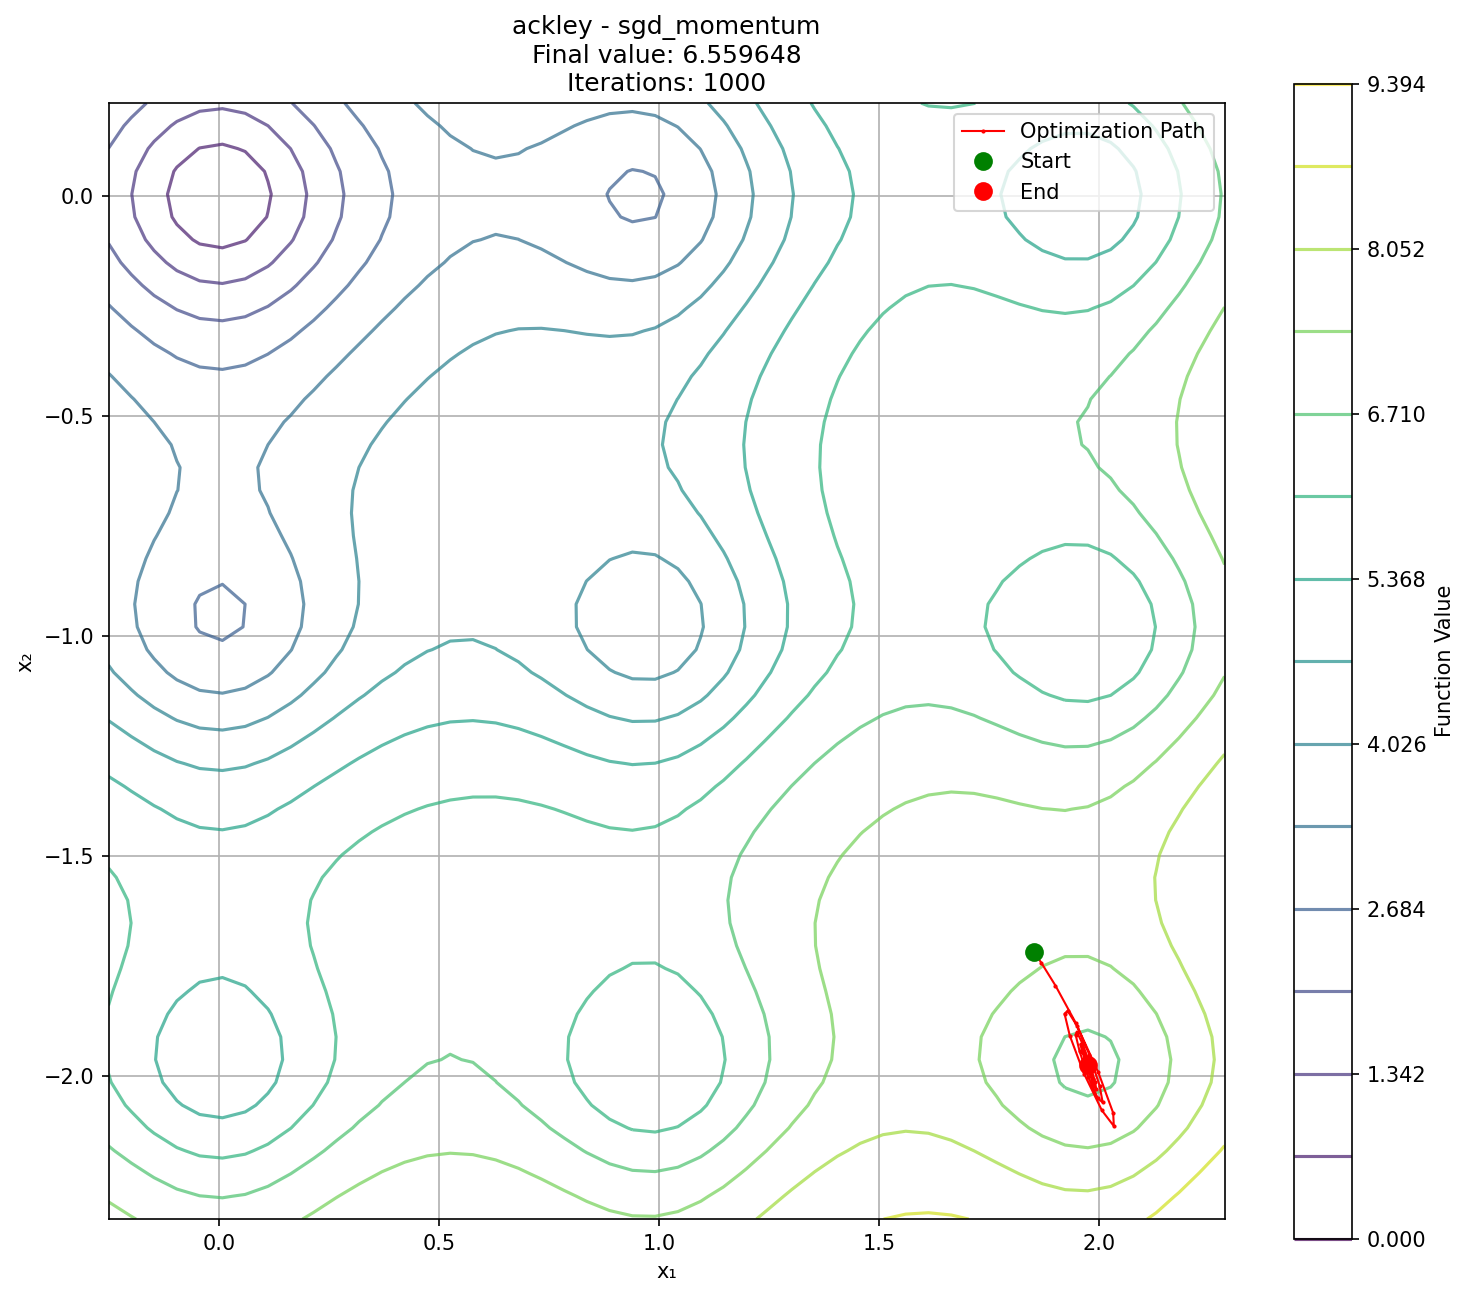 ackley - sgd_momentum
Final value: 6.559648
Iterations: 1000
Optimization Path
Start
End
0.0
−0.5
−1.0
−1.5
−2.0
x₂
0.0
0.5
1.0
1.5
2.0
x₁
9.394
8.052
6.710
5.368
4.026
2.684
1.342
0.000
Function Value